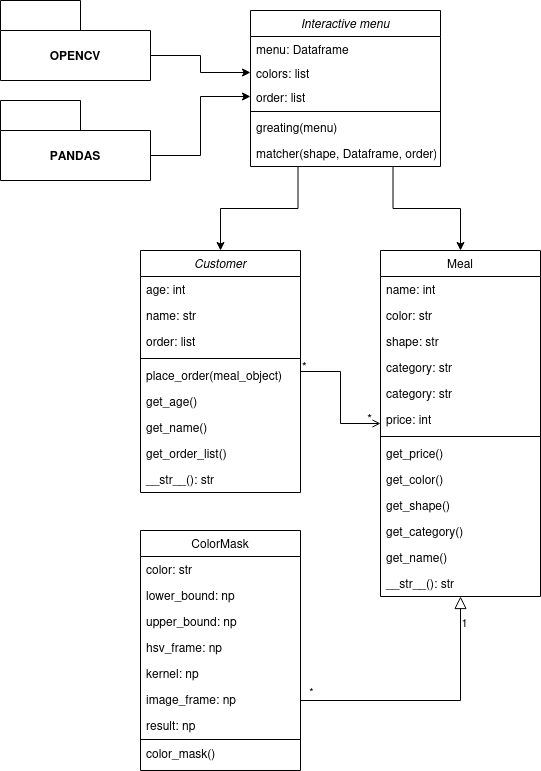 OPENCV
PANDAS
Interactive menu
menu: Dataframe
colors: list
order: list
greating(menu)
matcher(shape, Dataframe, order)
Customer
age: int
name: str
order: list
place_order(meal_object)
get_age()
get_name()
get_order_list()
__str__(): str
*
*
Meal
name: int
color: str
shape: str
category: str
category: str
price: int
get_price()
get_color()
get_shape()
get_category()
get_name()
__str__(): str
ColorMask
color: str
lower_bound: np
upper_bound: np
hsv_frame: np
kernel: np
image_frame: np
result: np
color_mask()
*
1